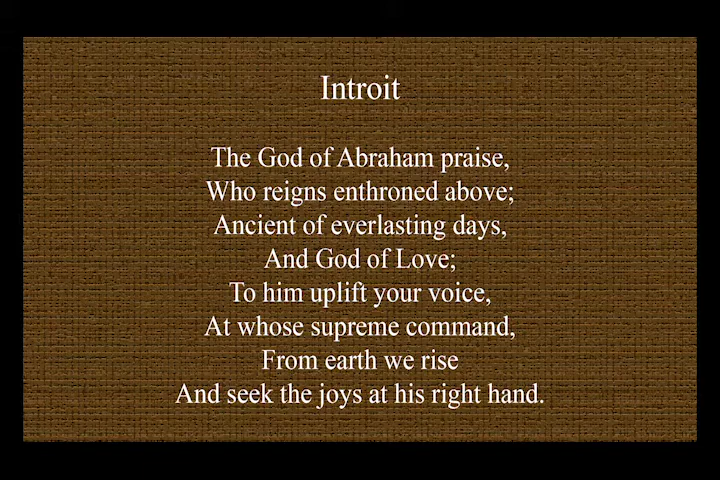 Introit
The God of Abraham praise,
Who reigns enthroned above;
Ancient of everlasting days,
And God of Love;
To him uplift your voice,
At whose supreme command,
From earth we rise
And seek the joys at his right hand.